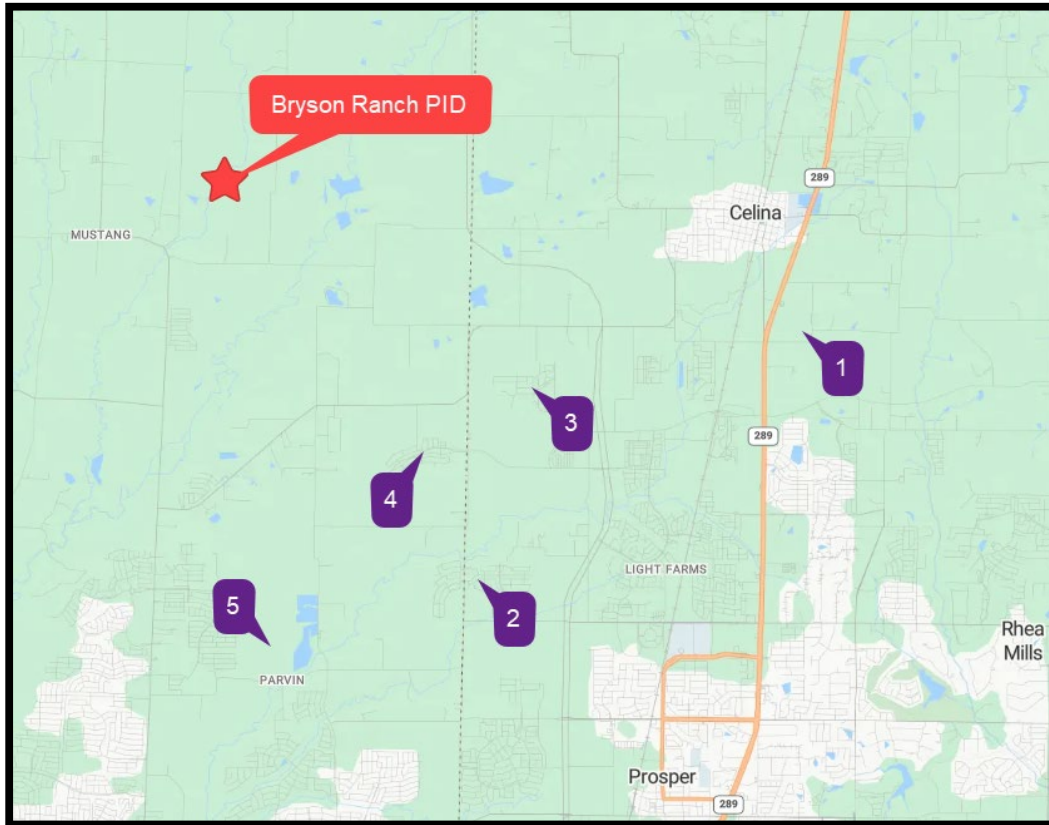 Bryson Ranch PID
289
Celina
MUSTANG
1
3
289
4
LIGHT FARMS
5
2
Rhea
Mills
PARVIN
Prosper
289